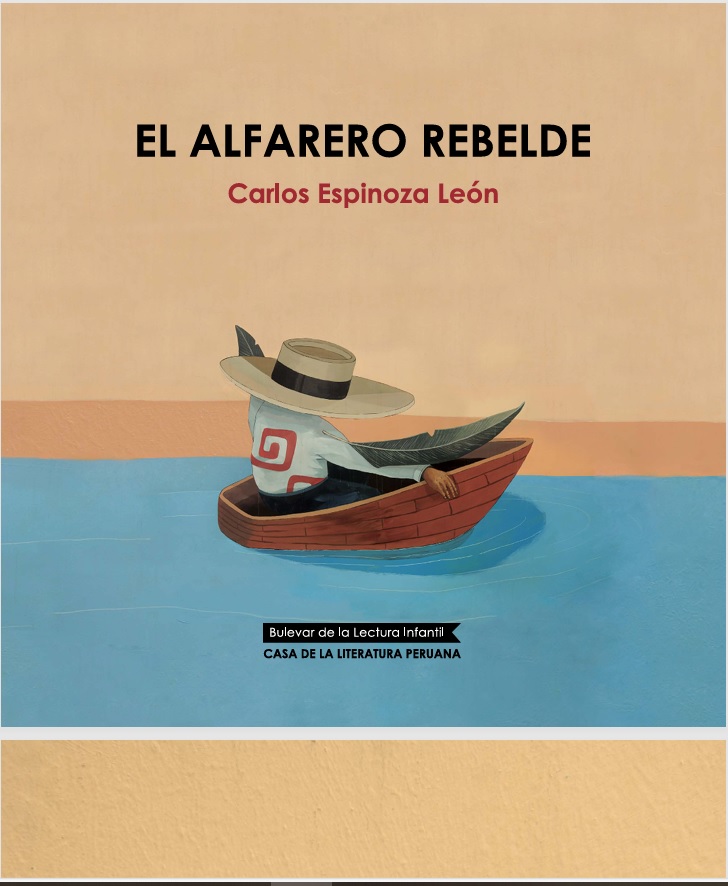 EL ALFARERO REBELDE
Carlos Espinoza León
Bulevar de la Lectura Infantil
CASA DE LA LITERATURA PERUANA